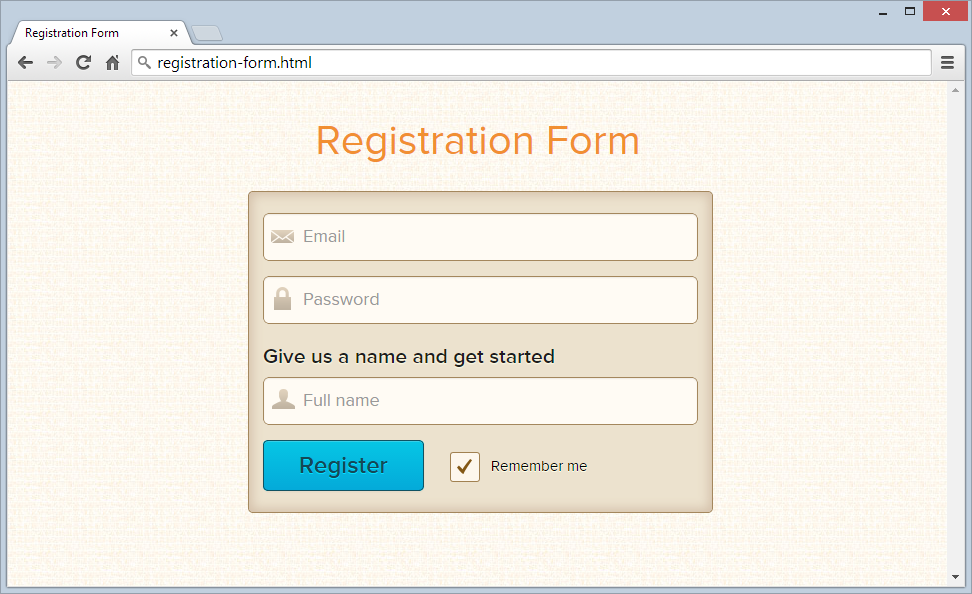 Registration Form
registration-form.html
Registration Form
Email
Password
Give us a name and get started
Full name
Register
Remember me